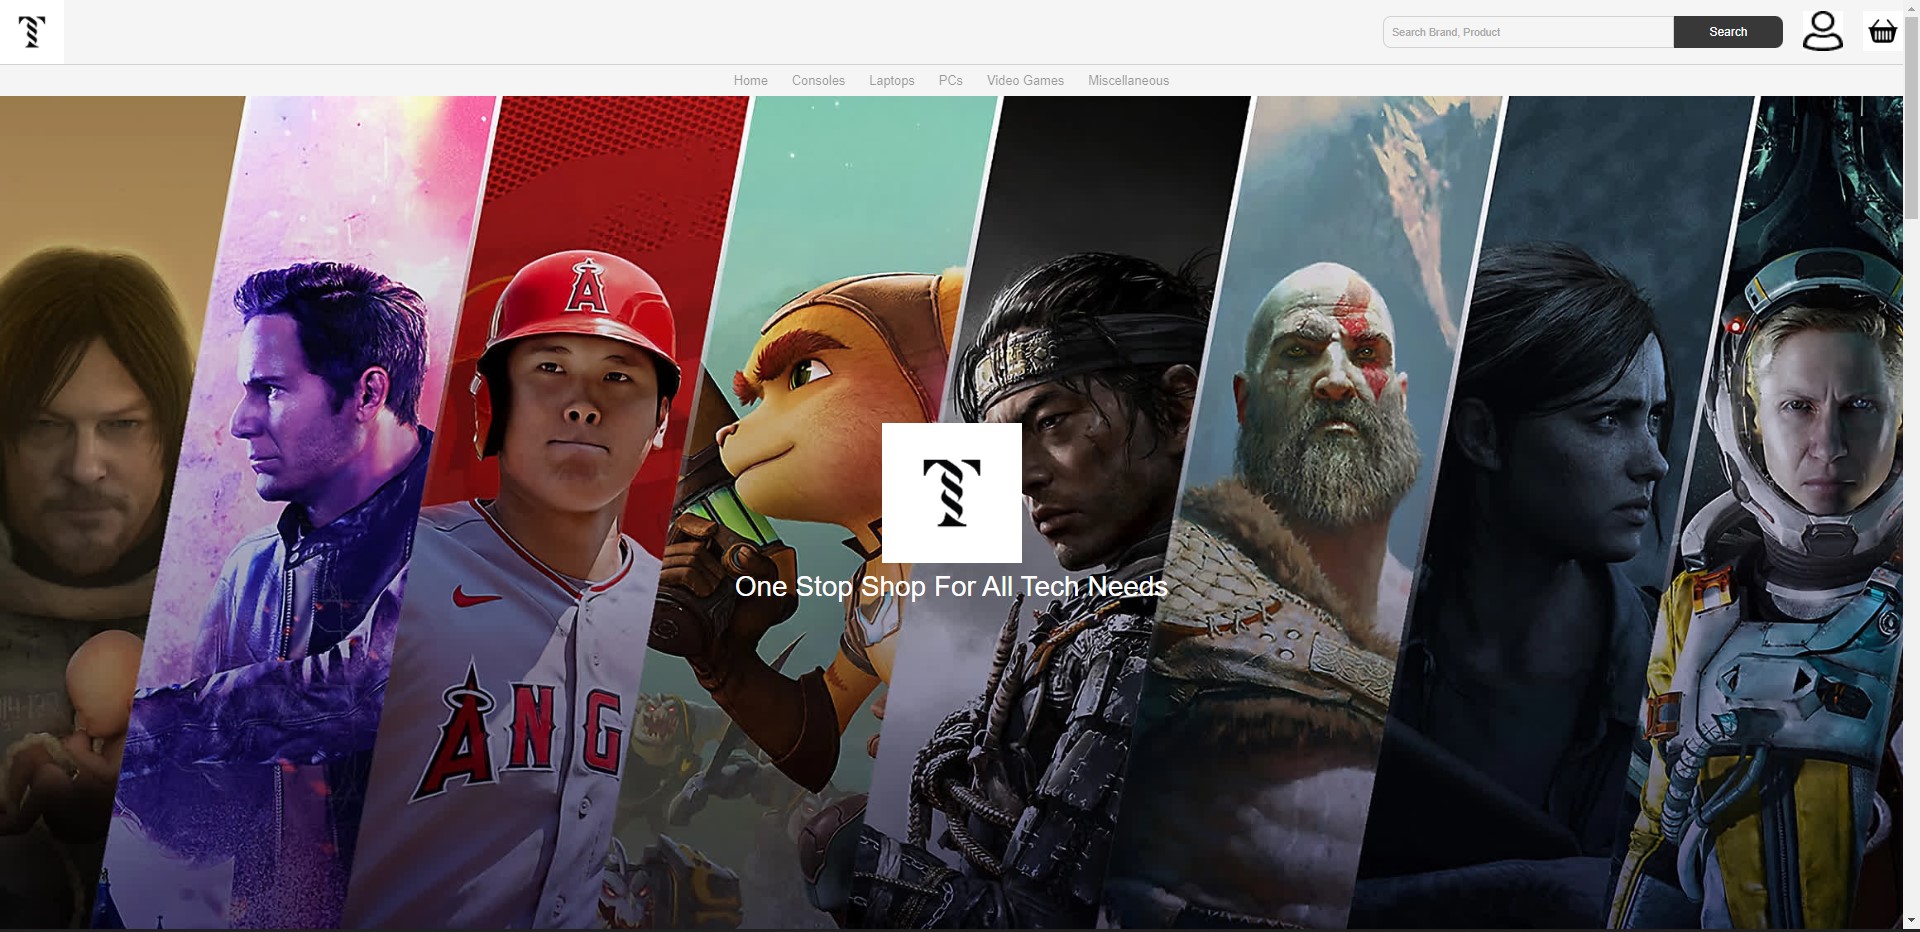 T
Search Brand, Product
Search
Home Consoles Laptops PCs Video Games Miscellaneous
A
T
One Stop Shop For All Tech Needs
ANG